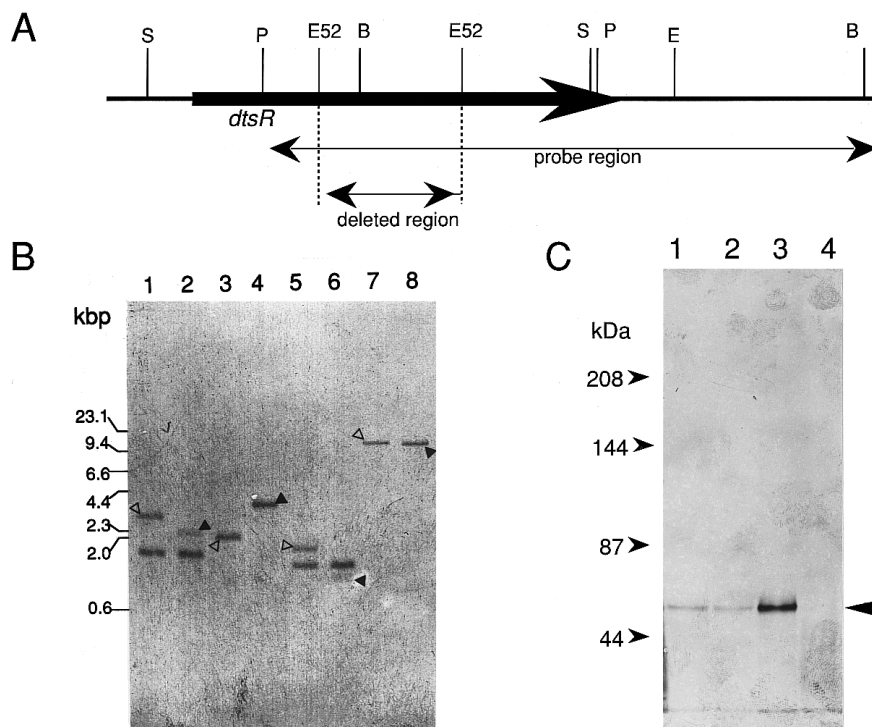 A
S P E52 B E52 S P E B
dtsR
probe region
deleted region
B
1 2 3 4 5 6 7 8
kbp
23.1
9.4
6.6
4.4
2.3
2.0
0.6
C
1 2 3 4
kDa
208
144
87
44